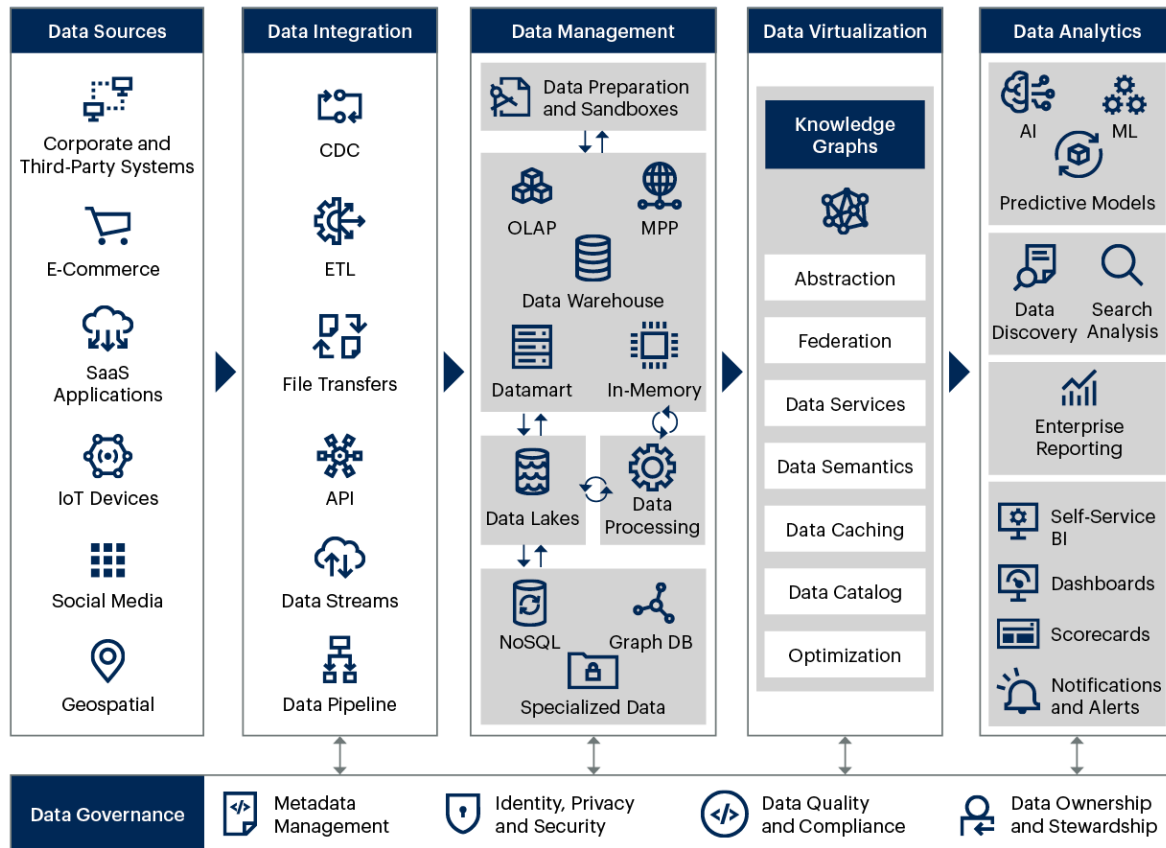 Data Sources
Corporate and
Third-Party Systems
E-Commerce
SaaS
Applications
IoT Devices
Social Media
Geospatial
Data Integration
CDC
ETL
File Transfers
API
Data Streams
Data Pipeline
Data Management
Data Preparation
and Sandboxes
OLAP
MPP
Data Warehouse
Datamart
In-Memory
Data Lakes
Data
Processing
NoSQL
Graph DB
Specialized Data
Data Virtualization
Knowledge
Graphs
Abstraction
Federation
Data Services
Data Semantics
Data Caching
Data Catalog
Optimization
Data Analytics
AI
ML
Predictive Models
Data
Discovery
Search
Analysis
Enterprise
Reporting
Self-Service
BI
Dashboards
Scorecards
Notifications
and Alerts
Data Governance
</>
Metadata
Management
Identity, Privacy
and Security
</>
Data Quality
and Compliance
Data Ownership
and Stewardship